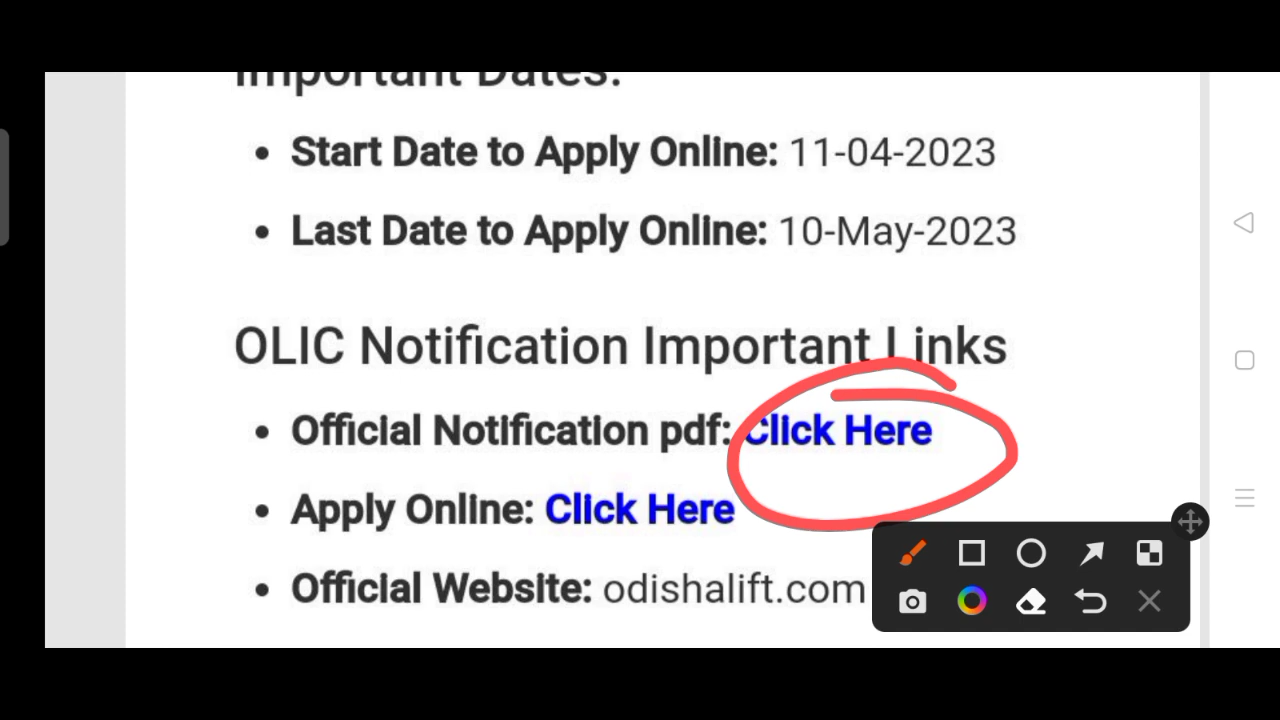 Important Dates:
Start Date to Apply Online: 11-04-2023
Last Date to Apply Online: 10-May-2023
OLIC Notification Important Links
Official Notification pdf: Click Here
Apply Online: Click Here
Official Website: odishalift.com